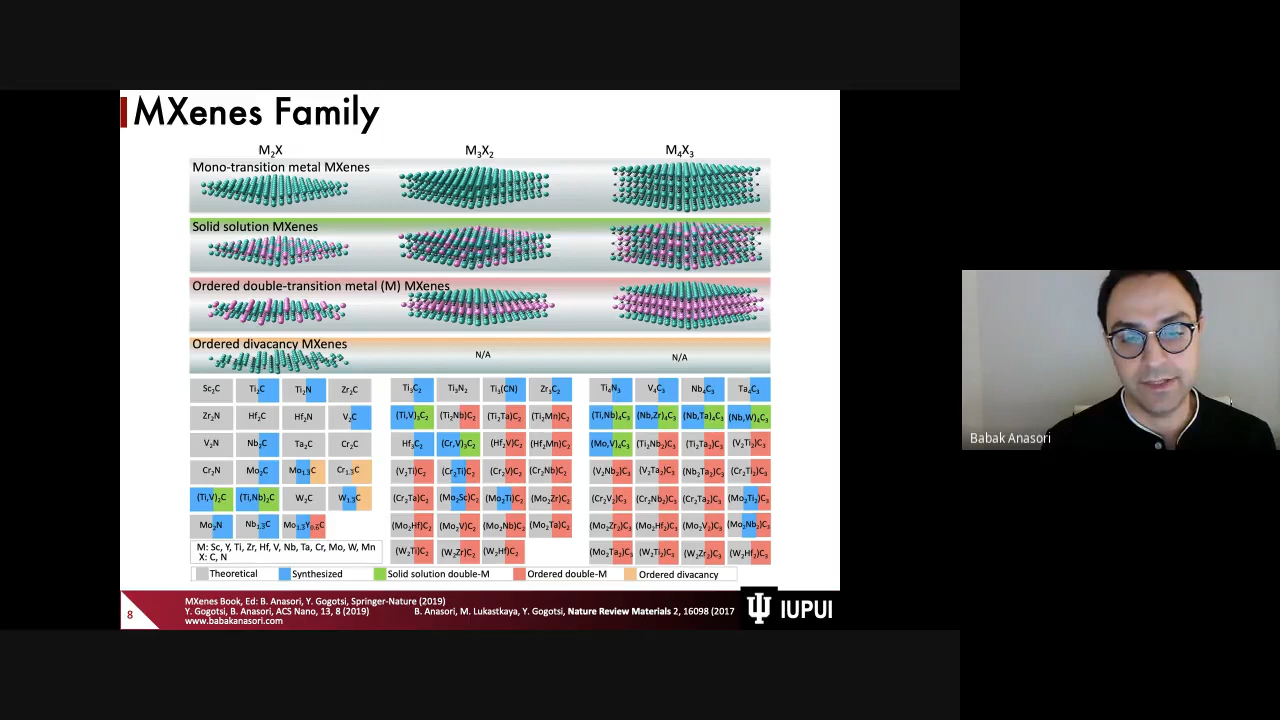 MXenes Family
M₂X M₃X₂ M₄X₃
Mono-transition metal MXenes
Solid solution MXenes
Ordered double-transition metal (M) MXenes
Ordered divacancy MXenes
N/A N/A
Sc₂C Ti₂C Ti₂N Zr₂C Ti₃C₂ Ti₃N₂ Ti₃(CN) Zr₃C₂ Ti₄N₃ V₄C₃ Nb₄C₃ Ta₄C₃
Zr₂N Hf₂C Hf₂N V₂C (Ti,V)₃C₂ (Ti₂Nb)C₂ (Ti₂Ta)C₂ (Ti₂Mn)C₂ (Ti,Nb)₄C₃ (Nb,Zr)₄C₃ (Nb,Ta)₄C₃ (Nb,W)₄C₃
V₂N Nb₂C Ta₂C Cr₂C Hf₃C₂ (Cr,V)₃C₂ (Hf₂V)C₂ (Hf₂Mn)C₂ (Mo,V)₄C₃ (Ti₂Nb₂)C₃ (Ti₂Ta₂)C₃ (V₂Ti₂)C₃
Cr₂N Mo₂C Mo₁.₃C Cr₁.₃C (V₂Ti)C₂ (Cr₂Ti)C₂ (Cr₂V)C₂ (Cr₂Nb)C₂ (V₂Nb₂)C₃ (V₂Ta₂)C₃ (Nb₂Ta₂)C₃ (Cr₂Ti₂)C₃
(Ti,V)₂C (Ti,Nb)₂C W₂C W₁.₃C (Cr₂Ta)C₂ (Mo₂Sc)C₂ (Mo₂Ti)C₂ (Mo₂Zr)C₂ (Cr₂V₂)C₃ (Cr₂Nb₂)C₃ (Cr₂Ta₂)C₃ (Mo₂Ti₂)C₃
Mo₂N Nb₁.₃C Mo₁.₃Y₀.₆C (Mo₂Hf)C₂ (Mo₂V)C₂ (Mo₂Nb)C₂ (Mo₂Ta)C₂ (Mo₂Zr₂)C₃ (Mo₂Hf₂)C₃ (Mo₂V₂)C₃ (Mo₂Nb₂)C₃
(W₂Ti)C₂ (W₂Zr)C₂ (W₂Hf)C₂ (Mo₂Ta₂)C₃ (W₂Ti₂)C₃ (W₂Zr₂)C₃ (W₂Hf₂)C₃
M: Sc, Y, Ti, Zr, Hf, V, Nb, Ta, Cr, Mo, W, Mn
X: C, N
Theoretical Synthesized Solid solution double-M Ordered double-M Ordered divacancy
8
MXenes Book, Ed: B. Anasori, Y. Gogotsi, Springer-Nature (2019)
Y. Gogotsi, B. Anasori, ACS Nano, 13, 8 (2019) B. Anasori, M. Lukastkaya, Y. Gogotsi, Nature Review Materials 2, 16098 (2017
www.babakanasori.com
IUPUI
Babak Anasori